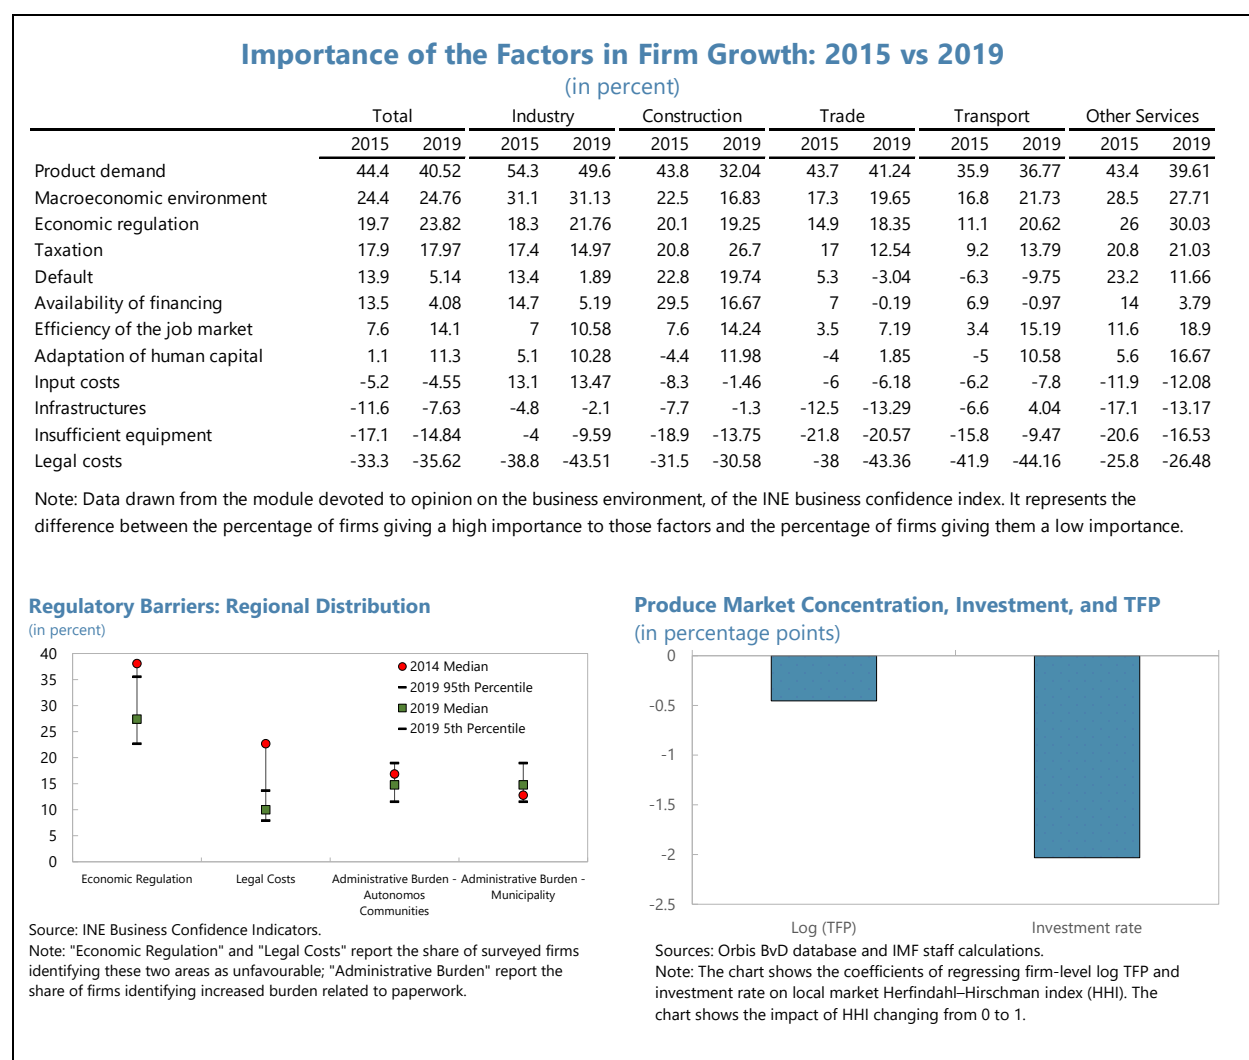 Importance of the Factors in Firm Growth: 2015 vs 2019
(in percent)
Total Industry Construction Trade Transport Other Services
2015 2019 2015 2019 2015 2019 2015 2019 2015 2019 2015 2019
Product demand 44.4 40.52 54.3 49.6 43.8 32.04 43.7 41.24 35.9 36.77 43.4 39.61
Macroeconomic environment 24.4 24.76 31.1 31.13 22.5 16.83 17.3 19.65 16.8 21.73 28.5 27.71
Economic regulation 19.7 23.82 18.3 21.76 20.1 19.25 14.9 18.35 11.1 20.62 26 30.03
Taxation 17.9 17.97 17.4 14.97 20.8 26.7 17 12.54 9.2 13.79 20.8 21.03
Default 13.9 5.14 13.4 1.89 22.8 19.74 5.3 -3.04 -6.3 -9.75 23.2 11.66
Availability of financing 13.5 4.08 14.7 5.19 29.5 16.67 7 -0.19 6.9 -0.97 14 3.79
Efficiency of the job market 7.6 14.1 7 10.58 7.6 14.24 3.5 7.19 3.4 15.19 11.6 18.9
Adaptation of human capital 1.1 11.3 5.1 10.28 -4.4 11.98 -4 1.85 -5 10.58 5.6 16.67
Input costs -5.2 -4.55 13.1 13.47 -8.3 -1.46 -6 -6.18 -6.2 -7.8 -11.9 -12.08
Infrastructures -11.6 -7.63 -4.8 -2.1 -7.7 -1.3 -12.5 -13.29 -6.6 4.04 -17.1 -13.17
Insufficient equipment -17.1 -14.84 -4 -9.59 -18.9 -13.75 -21.8 -20.57 -15.8 -9.47 -20.6 -16.53
Legal costs -33.3 -35.62 -38.8 -43.51 -31.5 -30.58 -38 -43.36 -41.9 -44.16 -25.8 -26.48
Note: Data drawn from the module devoted to opinion on the business environment, of the INE business confidence index. It represents the
difference between the percentage of firms giving a high importance to those factors and the percentage of firms giving them a low importance.
Regulatory Barriers: Regional Distribution
(in percent)
40
35
30
25
20
15
10
5
0
2014 Median
2019 95th Percentile
2019 Median
2019 5th Percentile
Economic Regulation
Legal Costs
Administrative Burden -
Autonomos
Communities
Administrative Burden -
Municipality
Source: INE Business Confidence Indicators.
Note: "Economic Regulation" and "Legal Costs" report the share of surveyed firms
identifying these two areas as unfavourable; "Administrative Burden" report the
share of firms identifying increased burden related to paperwork.
Produce Market Concentration, Investment, and TFP
(in percentage points)
0
-0.5
-1
-1.5
-2
-2.5
Log (TFP)
Investment rate
Sources: Orbis BvD database and IMF staff calculations.
Note: The chart shows the coefficients of regressing firm-level log TFP and
investment rate on local market Herfindahl–Hirschman index (HHI). The
chart shows the impact of HHI changing from 0 to 1.